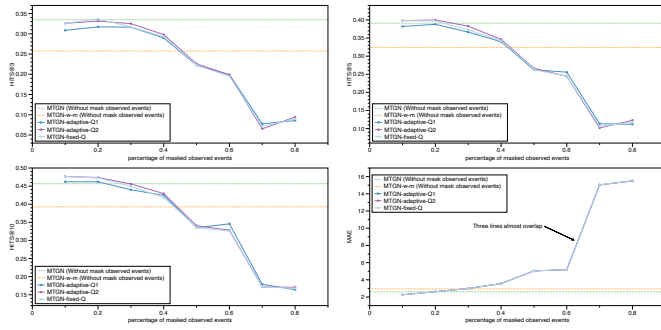 0.35
0.30
0.25
0.20
0.15
0.10
0.05
HITS@3
MTGN (Without mask observed events)
MTGN-w-m (Without mask observed events)
MTGN-adaptive-Q1
MTGN-adaptive-Q2
MTGN-fixed-Q
0 0.2 0.4 0.6 0.8
percentage of masked observed events
0.40
0.35
0.30
0.25
0.20
0.15
0.10
HITS@5
MTGN (Without mask observed events)
MTGN-w-m (Without mask observed events)
MTGN-adaptive-Q1
MTGN-adaptive-Q2
MTGN-fixed-Q
0 0.2 0.4 0.6 0.8
percentage of masked observed events
0.45
0.40
0.35
0.30
0.25
0.20
0.15
HITS@10
MTGN (Without mask observed events)
MTGN-w-m (Without mask observed events)
MTGN-adaptive-Q1
MTGN-adaptive-Q2
MTGN-fixed-Q
0 0.2 0.4 0.6 0.8
percentage of masked observed events
16
14
12
10
8
6
4
2
MAE
MTGN (Without mask observed events)
MTGN-w-m (Without mask observed events)
MTGN-adaptive-Q1
MTGN-adaptive-Q2
MTGN-fixed-Q
Three lines almost overlap
0 0.2 0.4 0.6 0.8
percentage of masked observed events